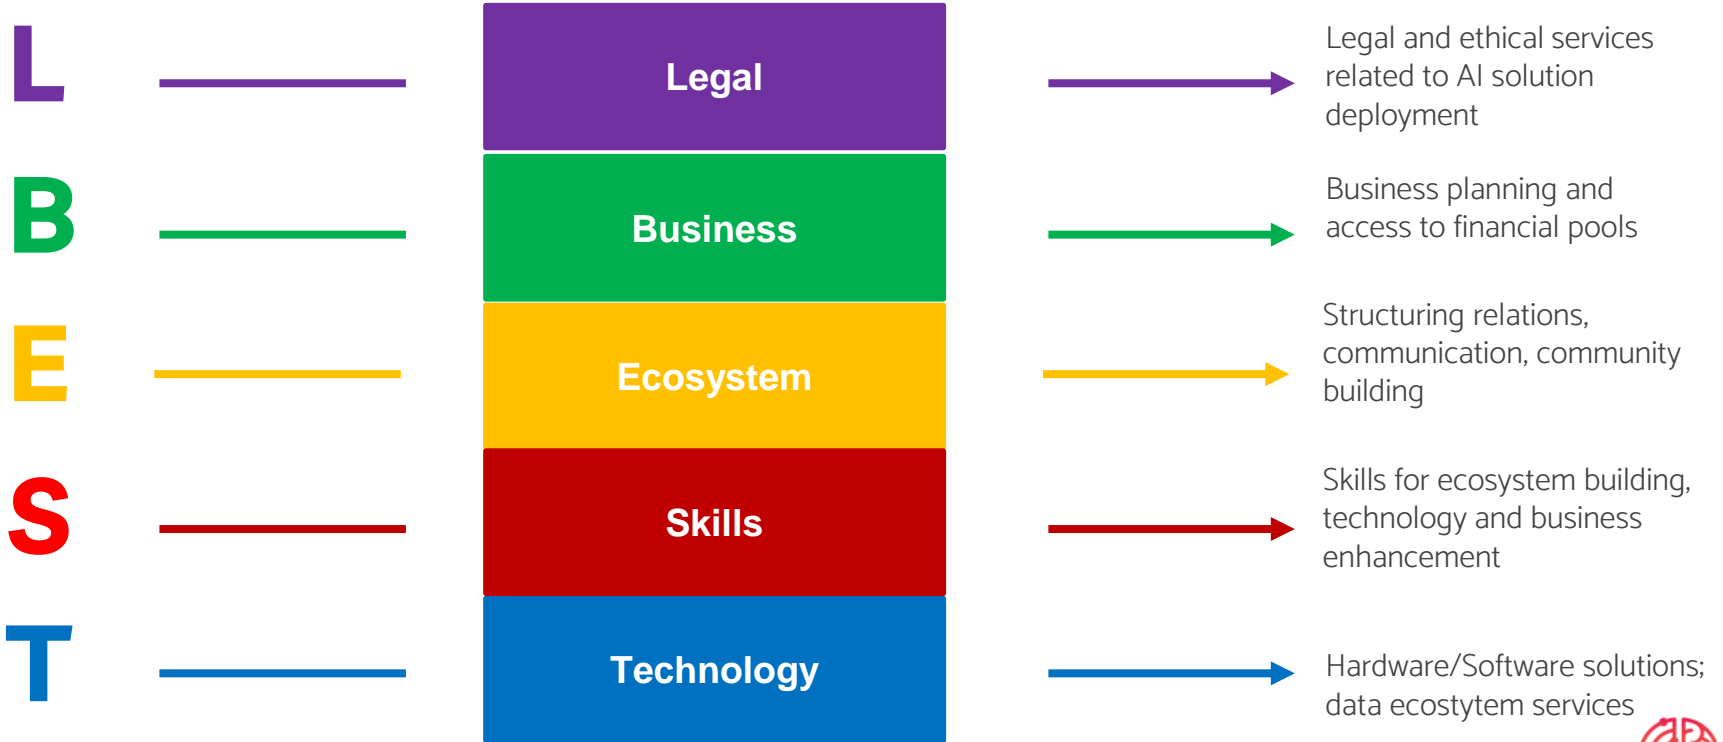 L
Legal
Legal and ethical services
related to AI solution
deployment
B
Business
Business planning and
access to financial pools
E
Ecosystem
Structuring relations,
communication, community
building
S
Skills
Skills for ecosystem building,
technology and business
enhancement
T
Technology
Hardware/Software solutions;
data ecostytem services